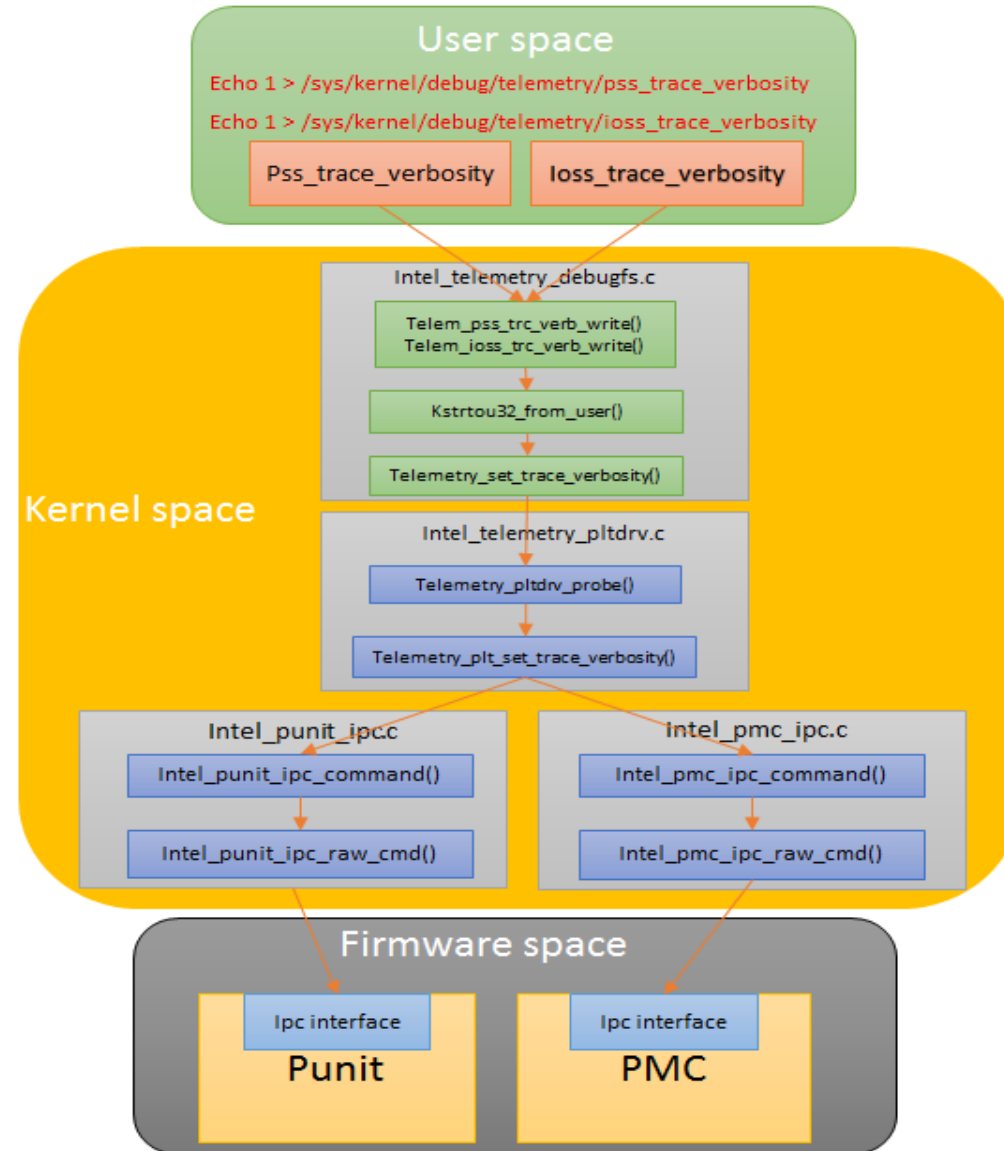 User space
Echo 1 > /sys/kernel/debug/telemetry/pss_trace_verbosity
Echo 1 > /sys/kernel/debug/telemetry/ioss_trace_verbosity
Pss_trace_verbosity
Ioss_trace_verbosity
Intel_telemetry_debugfs.c
Telem_pss_trc_verb_write()
Telem_ioss_trc_verb_write()
Kstrtou32_from_user()
Telemetry_set_trace_verbosity()
Kernel space
Intel_telemetry_pltdrv.c
Telemetry_pltdrv_probe()
Telemetry_plt_set_trace_verbosity()
Intel_punit_ipc.c
Intel_pmc_ipc.c
Intel_punit_ipc_command()
Intel_pmc_ipc_command()
Intel_punit_ipc_raw_cmd()
Intel_pmc_ipc_raw_cmd()
Firmware space
Ipc interface
Ipc interface
Punit
PMC